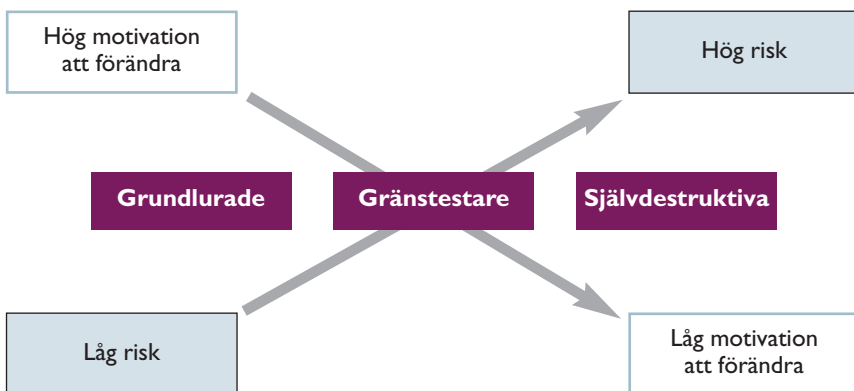 Hög motivation
att förändra
Hög risk
Grundlurade
Gränstestare
Självdestruktiva
Låg risk
Låg motivation
att förändra